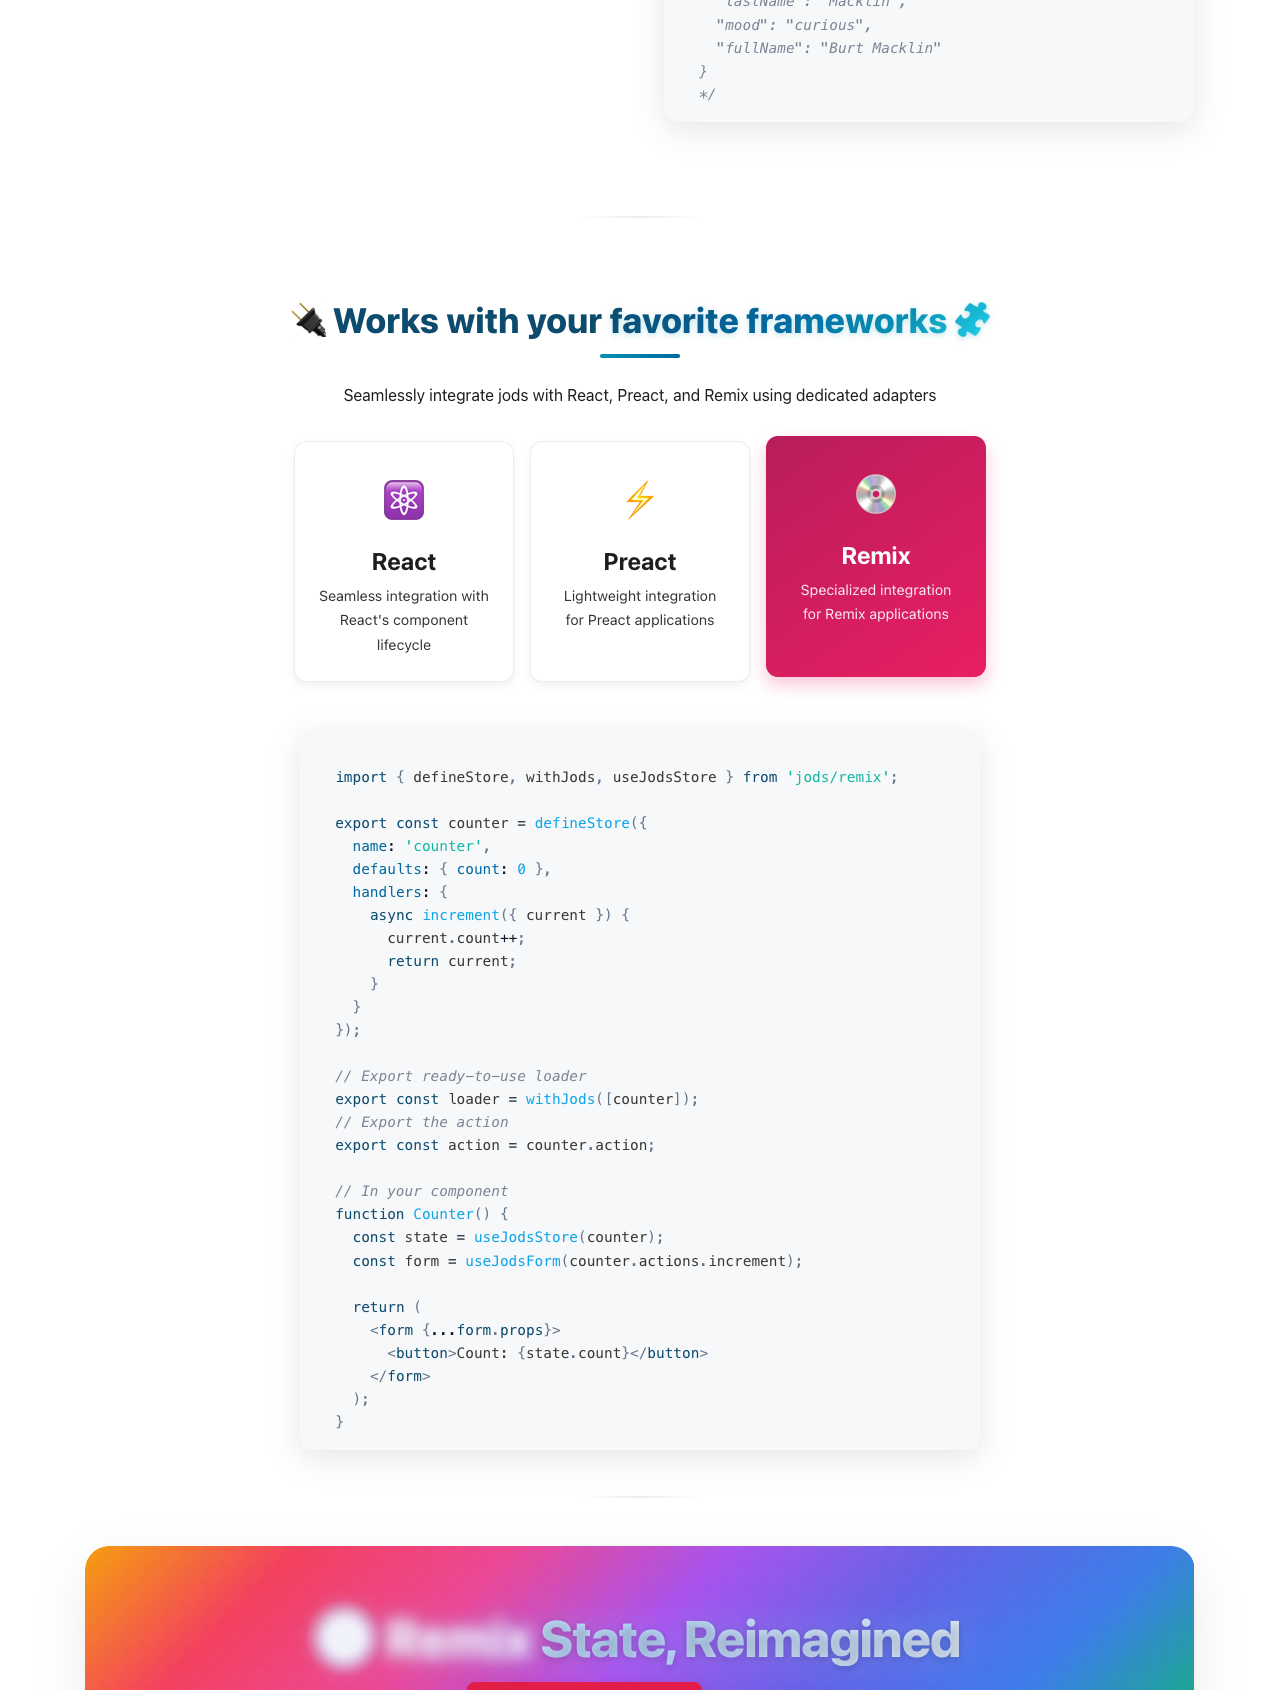 "lastName": "Macklin",
"mood": "curious",
"fullName": "Burt Macklin"
}
*/
Works with your favorite frameworks
Seamlessly integrate jods with React, Preact, and Remix using dedicated adapters
React
Seamless integration with
React's component
lifecycle
Preact
Lightweight integration
for Preact applications
Remix
Specialized integration
for Remix applications
import { defineStore, withJods, useJodsStore } from 'jods/remix';
export const counter = defineStore({
name: 'counter',
defaults: { count: 0 },
handlers: {
async increment({ current }) {
current.count++;
return current;
}
}
});
// Export ready-to-use loader
export const loader = withJods([counter]);
// Export the action
export const action = counter.action;
// In your component
function Counter() {
const state = useJodsStore(counter);
const form = useJodsForm(counter.actions.increment);
return (
<form {...form.props}>
<button>Count: {state.count}</button>
</form>
);
}
Remix State, Reimagined